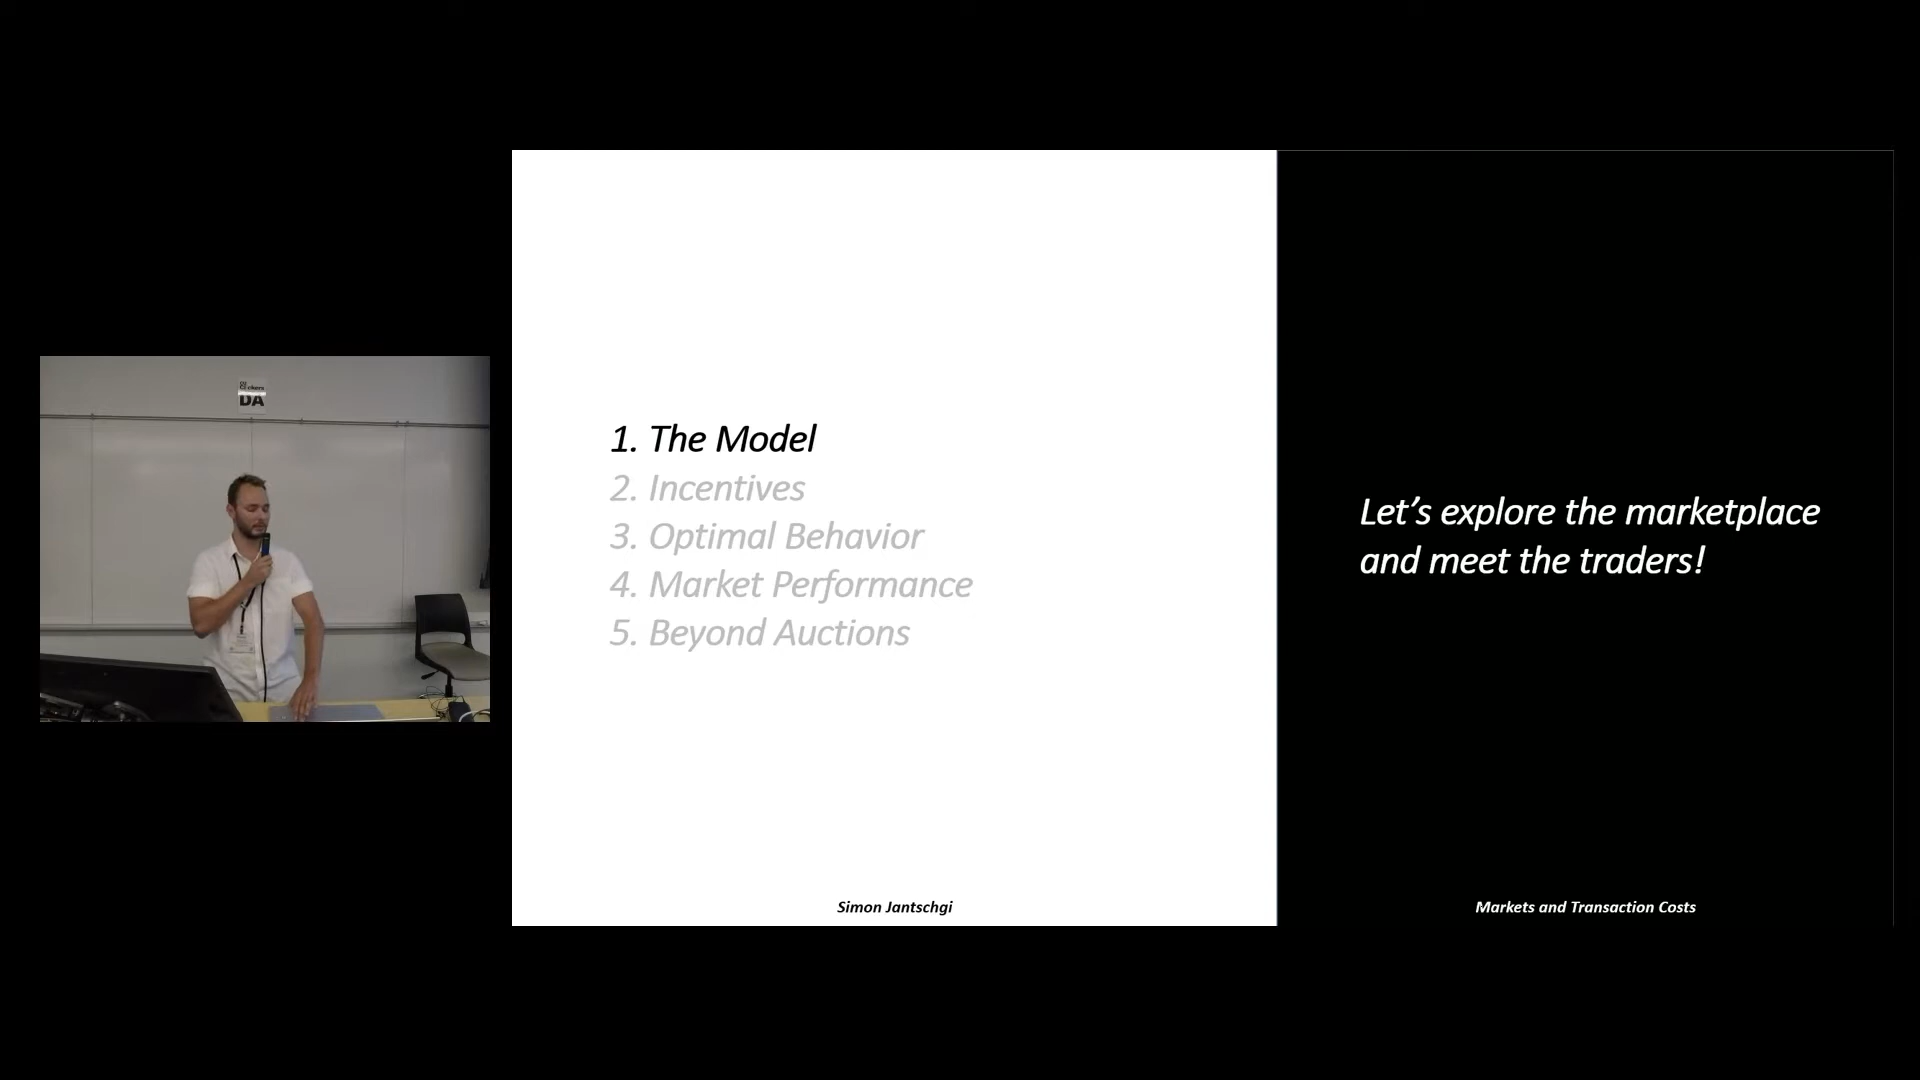 DA
1. The Model
2. Incentives
3. Optimal Behavior
4. Market Performance
5. Beyond Auctions
Simon Jantschgi
Let’s explore the marketplace
and meet the traders!
Markets and Transaction Costs